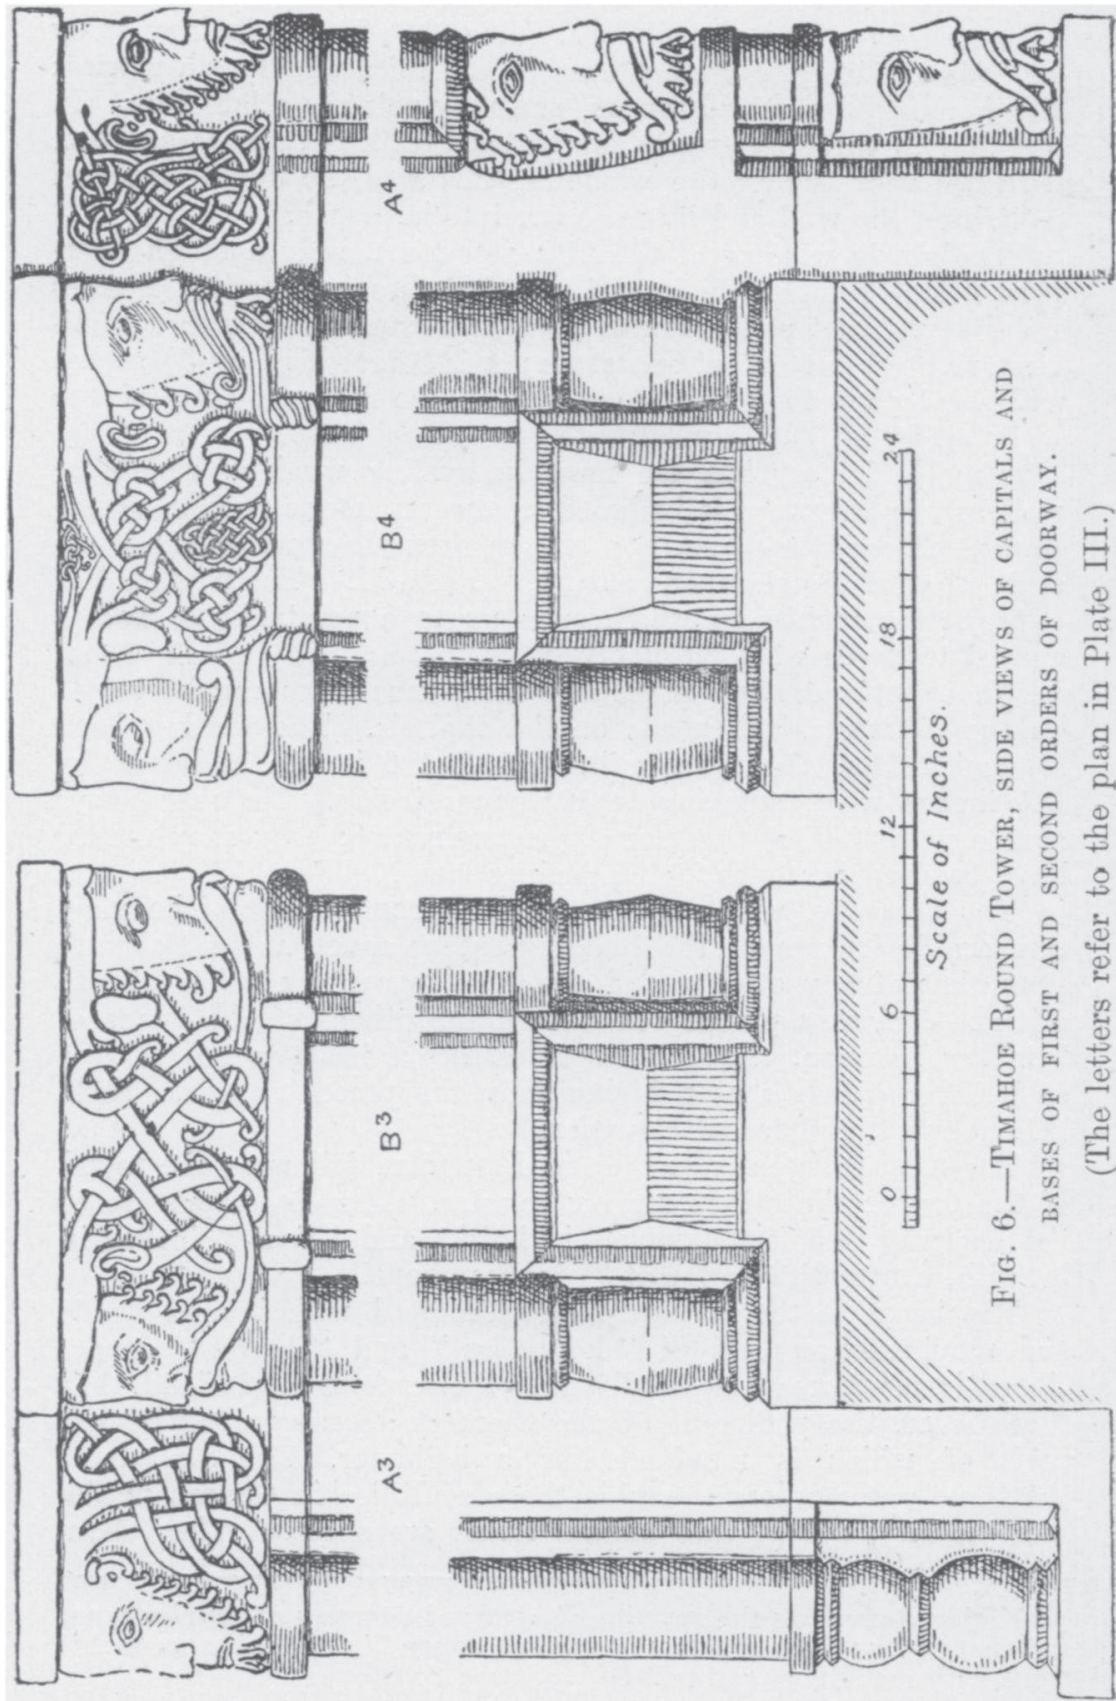 A³
B³
B⁴
A⁴
0 6 12 18 24
Scale of Inches.
Fig. 6.—Timahoe Round Tower, side views of capitals and
bases of first and second orders of doorway.
(The letters refer to the plan in Plate III.)